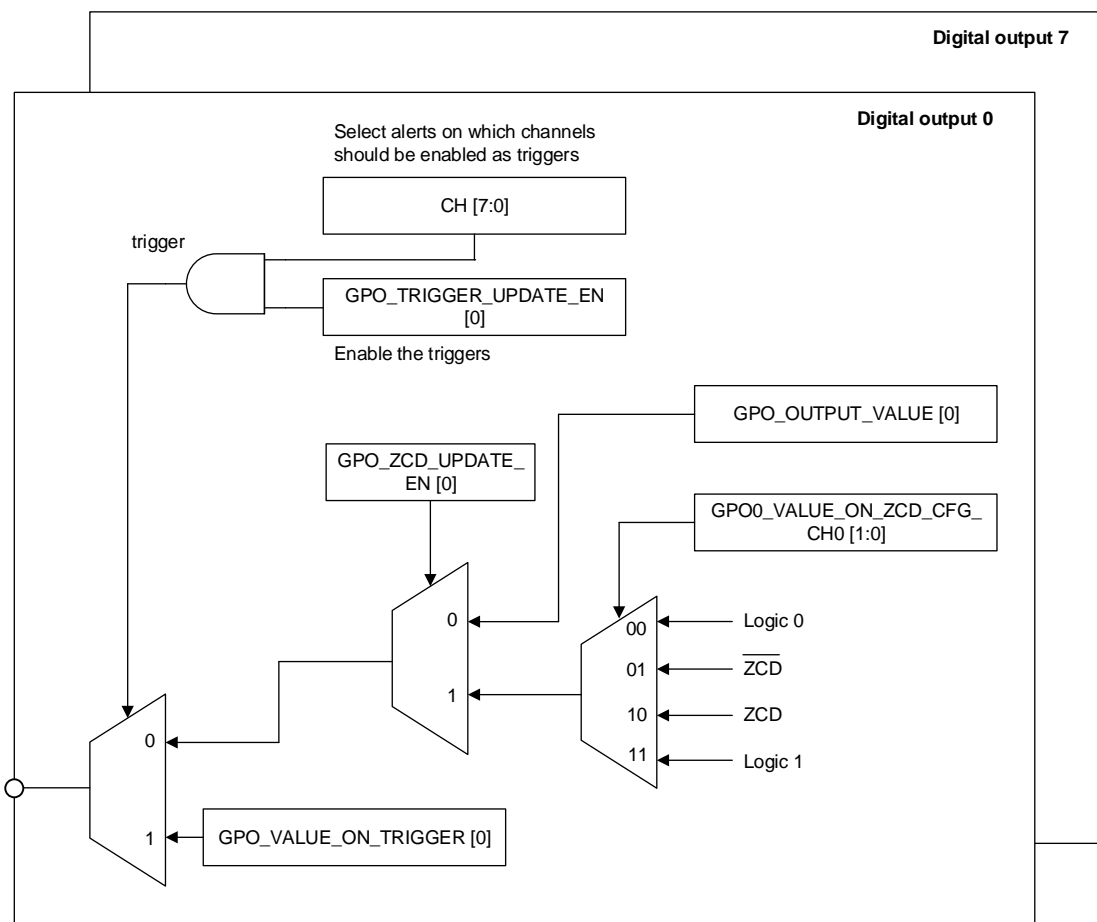 Digital output 7
Digital output 0
Select alerts on which channels
should be enabled as triggers
CH [7:0]
trigger
GPO_TRIGGER_UPDATE_EN
[0]
Enable the triggers
GPO_OUTPUT_VALUE [0]
GPO_ZCD_UPDATE_
EN [0]
GPO0_VALUE_ON_ZCD_CFG_
CH0 [1:0]
0
1
00
01
10
11
Logic 0
Z̅C̅D̅
ZCD
Logic 1
0
1
GPO_VALUE_ON_TRIGGER [0]